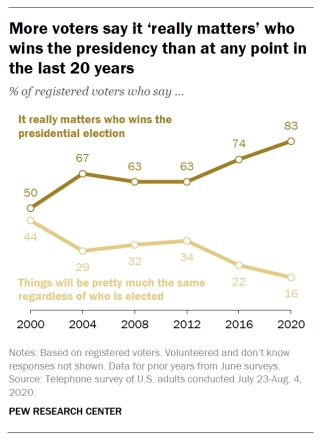 More voters say it ‘really matters’ who
wins the presidency than at any point in
the last 20 years
% of registered voters who say ...
It really matters who wins the
presidential election
50
67
63
63
74
83
44
29
32
34
22
16
Things will be pretty much the same
regardless of who is elected
2000
2004
2008
2012
2016
2020
Notes: Based on registered voters. Volunteered and don’t know
responses not shown. Data for prior years from June surveys.
Source: Telephone survey of U.S. adults conducted July 23-Aug, 4,
2020.
PEW RESEARCH CENTER